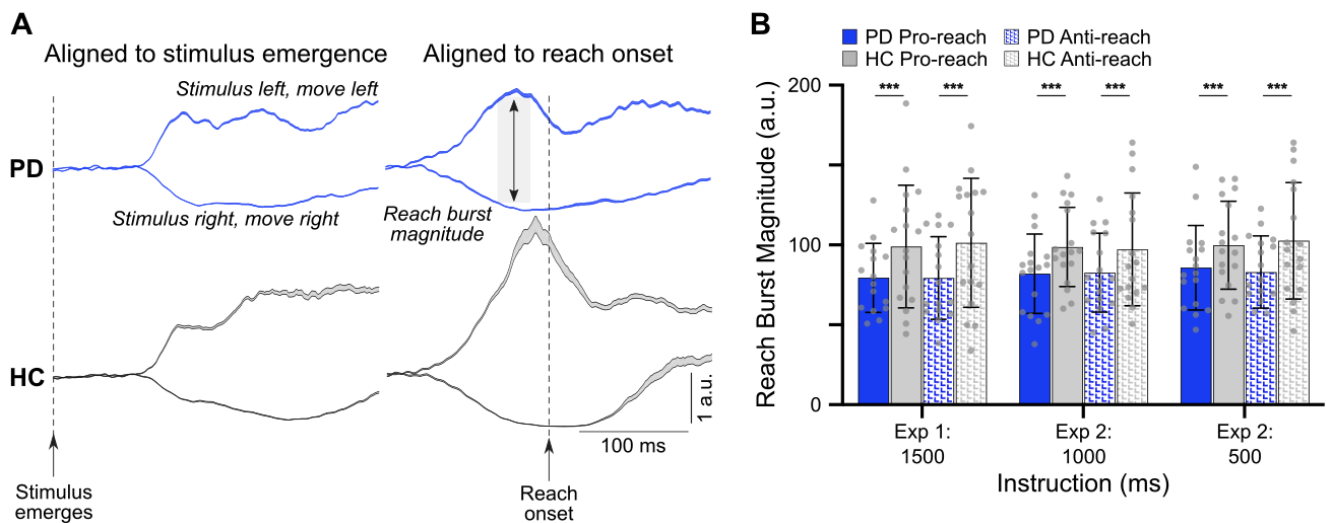 A
Aligned to stimulus emergence
Aligned to reach onset
Stimulus left, move left
PD
Stimulus right, move right
Reach burst
magnitude
HC
1 a.u.
100 ms
Stimulus
emerges
Reach
onset
B
PD Pro-reach
PD Anti-reach
HC Pro-reach
HC Anti-reach
Reach Burst Magnitude (a.u.)
200
100
0
*** *** *** *** *** ***
Exp 1: Exp 2: Exp 2:
1500 1000 500
Instruction (ms)